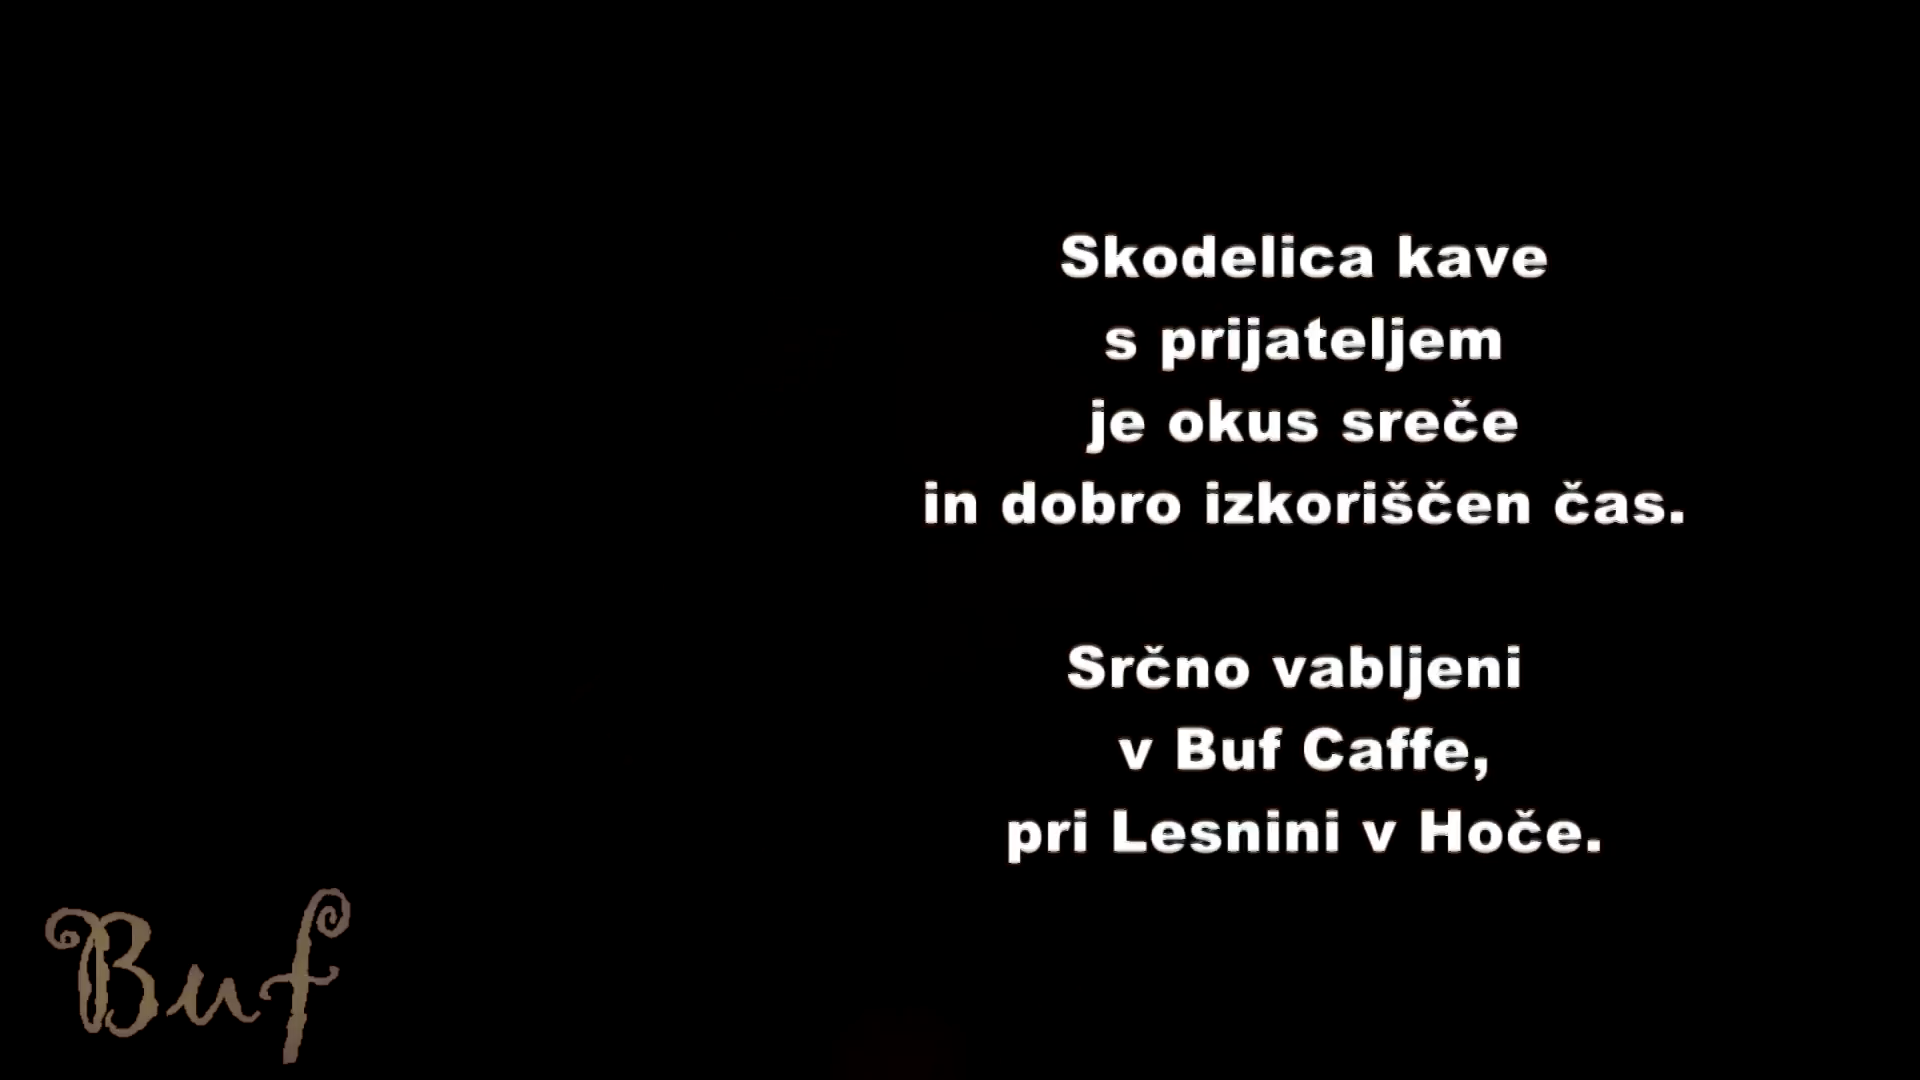 Skodelica kave
s prijateljem
je okus sreče
in dobro izkoriščen čas.
Srčno vabljeni
v Buf Caffe,
pri Lesnini v Hoče.
Buf